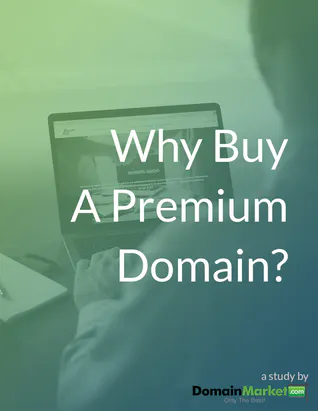 Why Buy
A Premium
Domain?
a study by
DomainMarket.com
Only The Best!